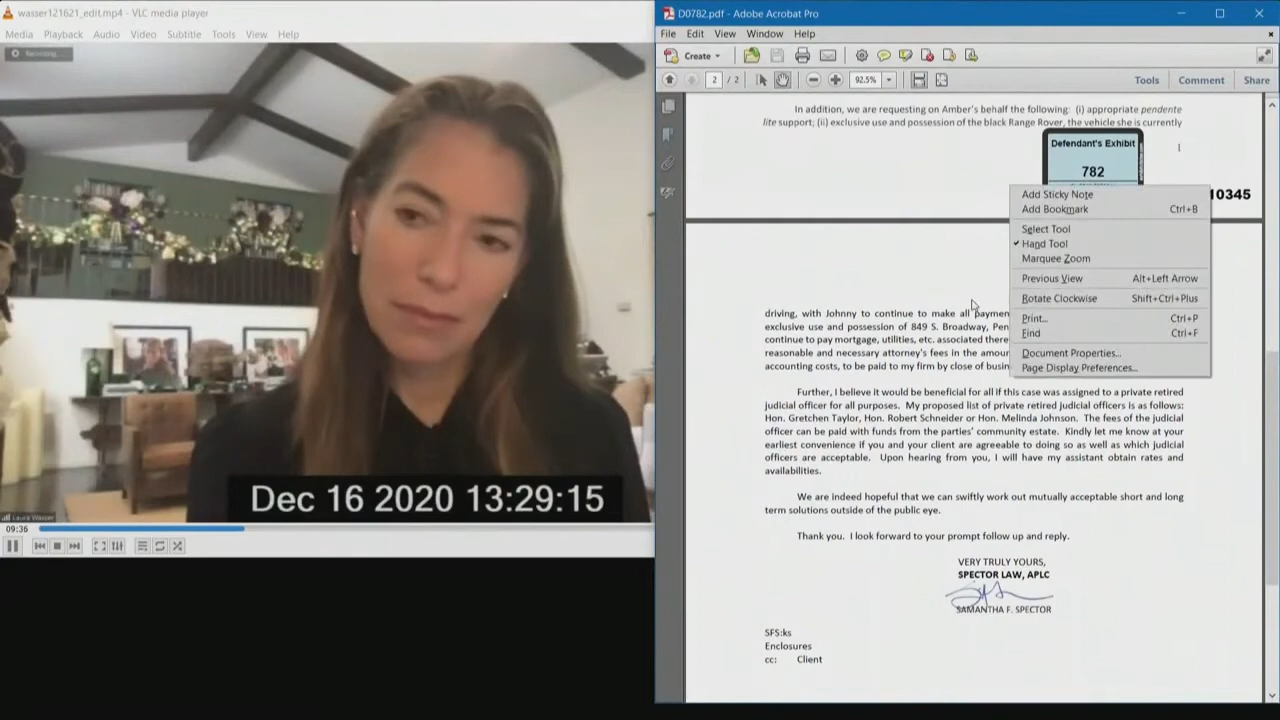 wasser121621_edit.mp4 - VLC media player
Media Playback Audio Video Subtitle Tools View Help
Recording...
Dec 16 2020 13:29:15
Laura Wasser
09:36
D0782.pdf - Adobe Acrobat Pro
File Edit View Window Help
Create
2 / 2 92.5% Tools Comment Share
In addition, we are requesting on Amber's behalf the following: (i) appropriate pendente
lite support; (ii) exclusive use and possession of the black Range Rover, the vehicle she is currently
Defendant's Exhibit
782
10345
Add Sticky Note
Add Bookmark Ctrl+B
Select Tool
Hand Tool
Marquee Zoom
Previous View Alt+Left Arrow
Rotate Clockwise Shift+Ctrl+Plus
Print... Ctrl+P
Find Ctrl+F
Document Properties...
Page Display Preferences...
driving, with Johnny to continue to make all paymen
exclusive use and possession of 849 S. Broadway, Pen
continue to pay mortgage, utilities, etc. associated there
reasonable and necessary attorney's fees in the amour
accounting costs, to be paid to my firm by close of busin
Further, I believe it would be beneficial for all if this case was assigned to a private retired
judicial officer for all purposes. My proposed list of private retired judicial officers is as follows:
Hon. Gretchen Taylor, Hon. Robert Schneider or Hon. Melinda Johnson. The fees of the judicial
officer can be paid with funds from the parties' community estate. Kindly let me know at your
earliest convenience if you and your client are agreeable to doing so as well as which judicial
officers are acceptable. Upon hearing from you, I will have my assistant obtain rates and
availabilities.
We are indeed hopeful that we can swiftly work out mutually acceptable short and long
term solutions outside of the public eye.
Thank you. I look forward to your prompt follow up and reply.
VERY TRULY YOURS,
SPECTOR LAW, APLC
SAMANTHA F. SPECTOR
SFS:ks
Enclosures
cc: Client